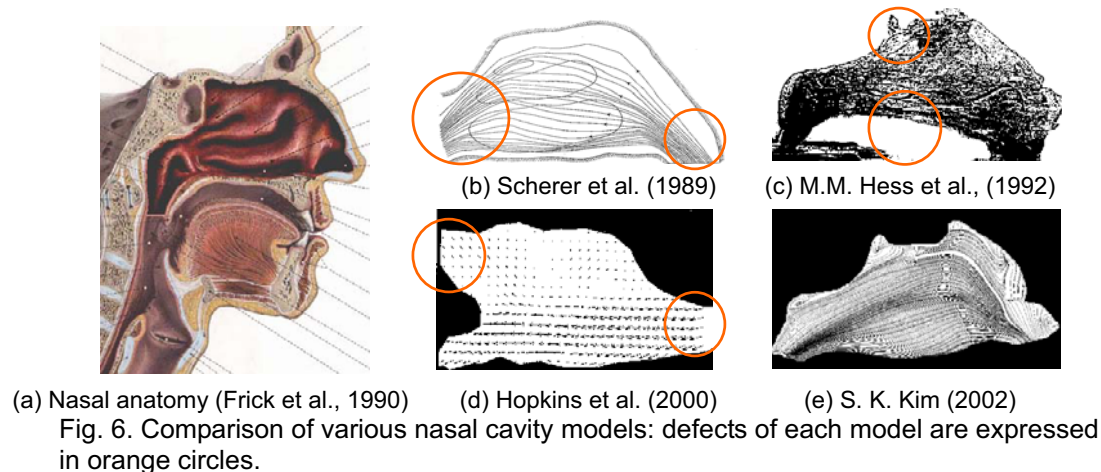 (b) Scherer et al. (1989)
(c) M.M. Hess et al., (1992)
(a) Nasal anatomy (Frick et al., 1990)
(d) Hopkins et al. (2000)
(e) S. K. Kim (2002)
Fig. 6. Comparison of various nasal cavity models: defects of each model are expressed
in orange circles.